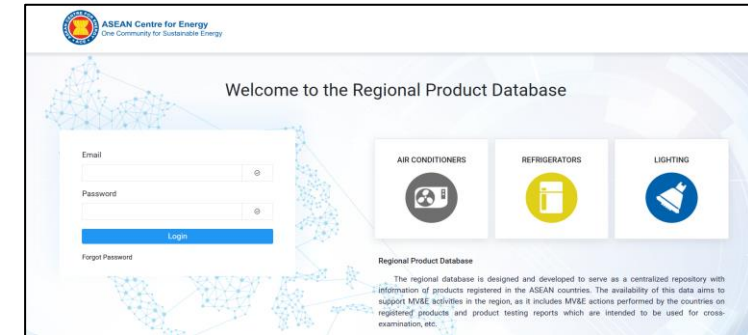 ASEAN Centre for Energy
One Community for Sustainable Energy
Welcome to the Regional Product Database
Email
Password
Login
Forgot Password
AIR CONDITIONERS
REFRIGERATORS
LIGHTING
Regional Product Database
The regional database is designed and developed to serve as a centralized repository with
information of products registered in the ASEAN countries. The availability of this data aims to
support MV&E activities in the region, as it includes MV&E actions performed by the countries on
registered products and product testing reports which are intended to be used for cross-
examination, etc.